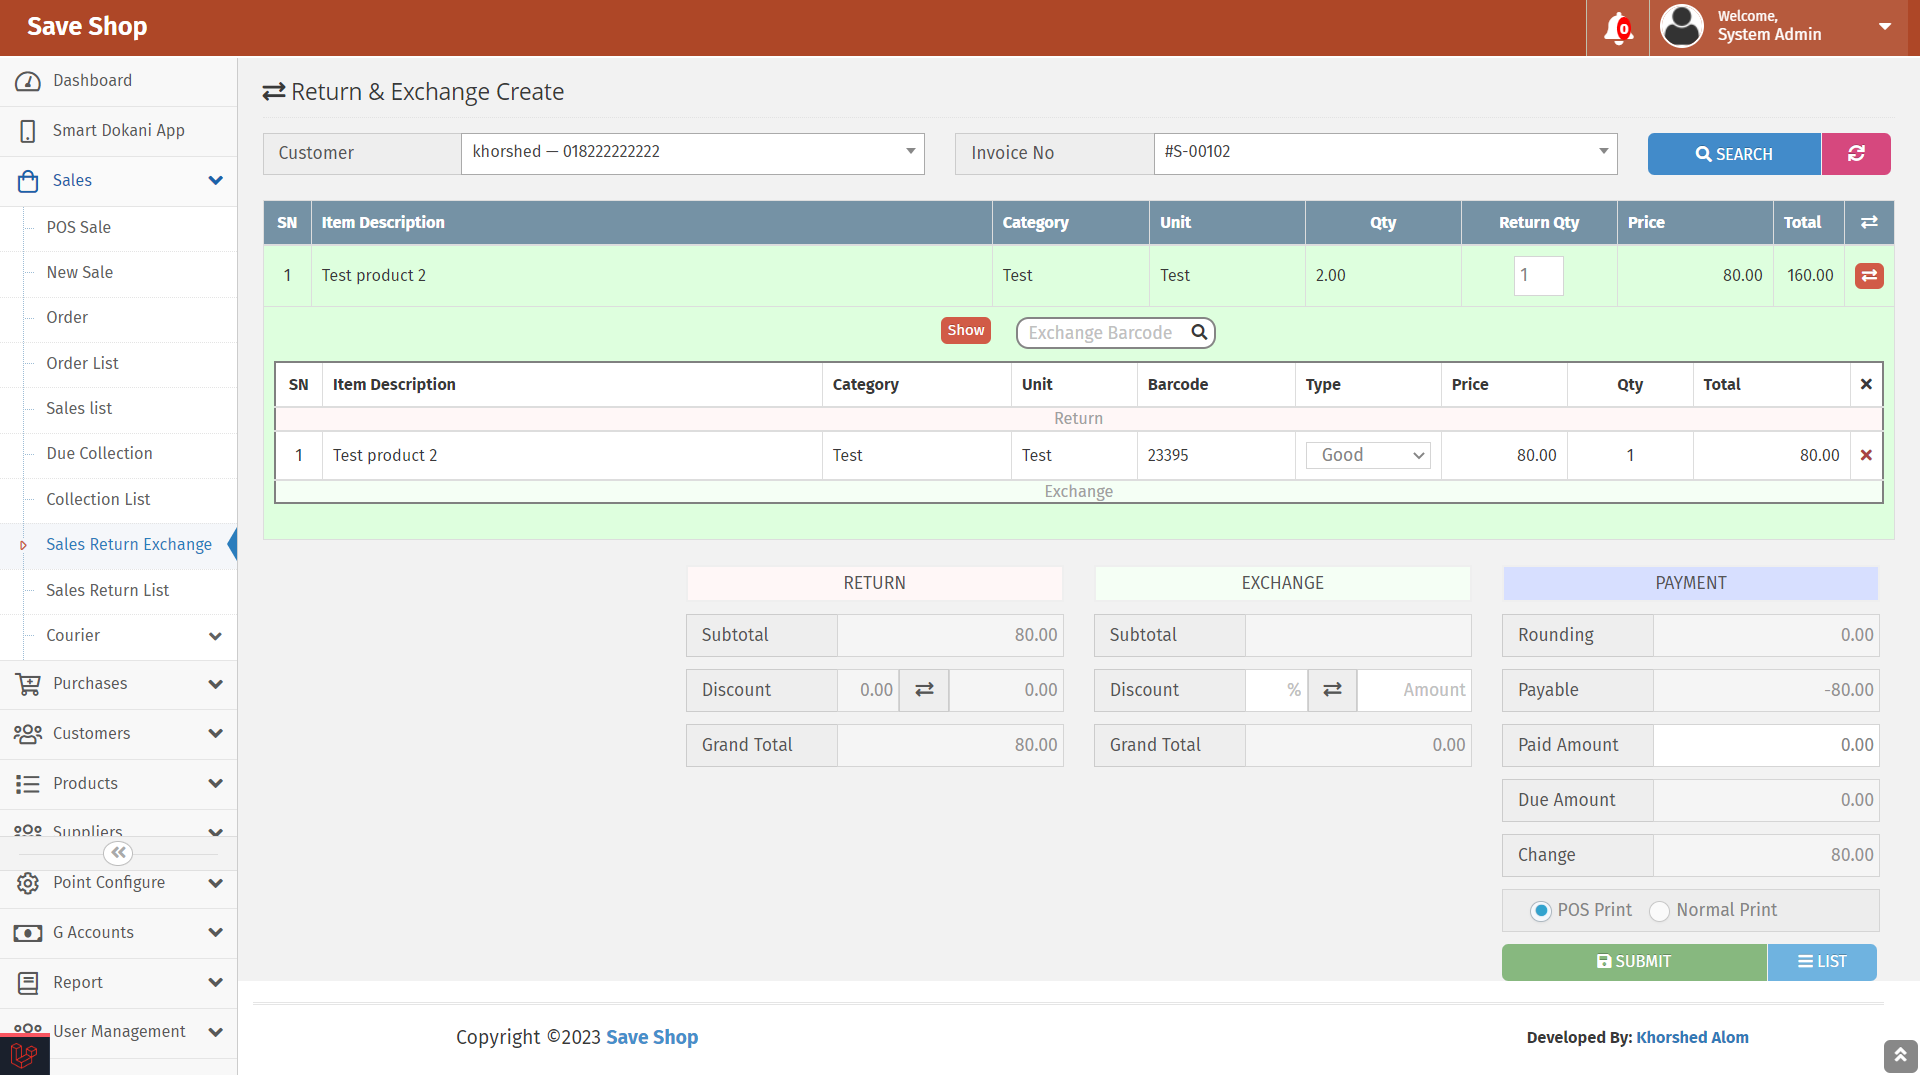 Save Shop
0
Welcome,
System Admin
Dashboard
Smart Dokani App
Sales
POS Sale
New Sale
Order
Order List
Sales list
Due Collection
Collection List
Sales Return Exchange
Sales Return List
Courier
Purchases
Customers
Products
Suppliers
Point Configure
G Accounts
Report
User Management
Return & Exchange Create
Customer khorshed — 018222222222 Invoice No #S-00102 SEARCH
SN Item Description Category Unit Qty Return Qty Price Total
1 Test product 2 Test Test 2.00 1 80.00 160.00
Show Exchange Barcode
SN Item Description Category Unit Barcode Type Price Qty Total
Return
1 Test product 2 Test Test 23395 Good 80.00 1 80.00
Exchange
RETURN
Subtotal 80.00
Discount 0.00 0.00
Grand Total 80.00
EXCHANGE
Subtotal
Discount % Amount
Grand Total 0.00
PAYMENT
Rounding 0.00
Payable -80.00
Paid Amount 0.00
Due Amount 0.00
Change 80.00
POS Print Normal Print
SUBMIT LIST
Copyright ©2023 Save Shop
Developed By: Khorshed Alom